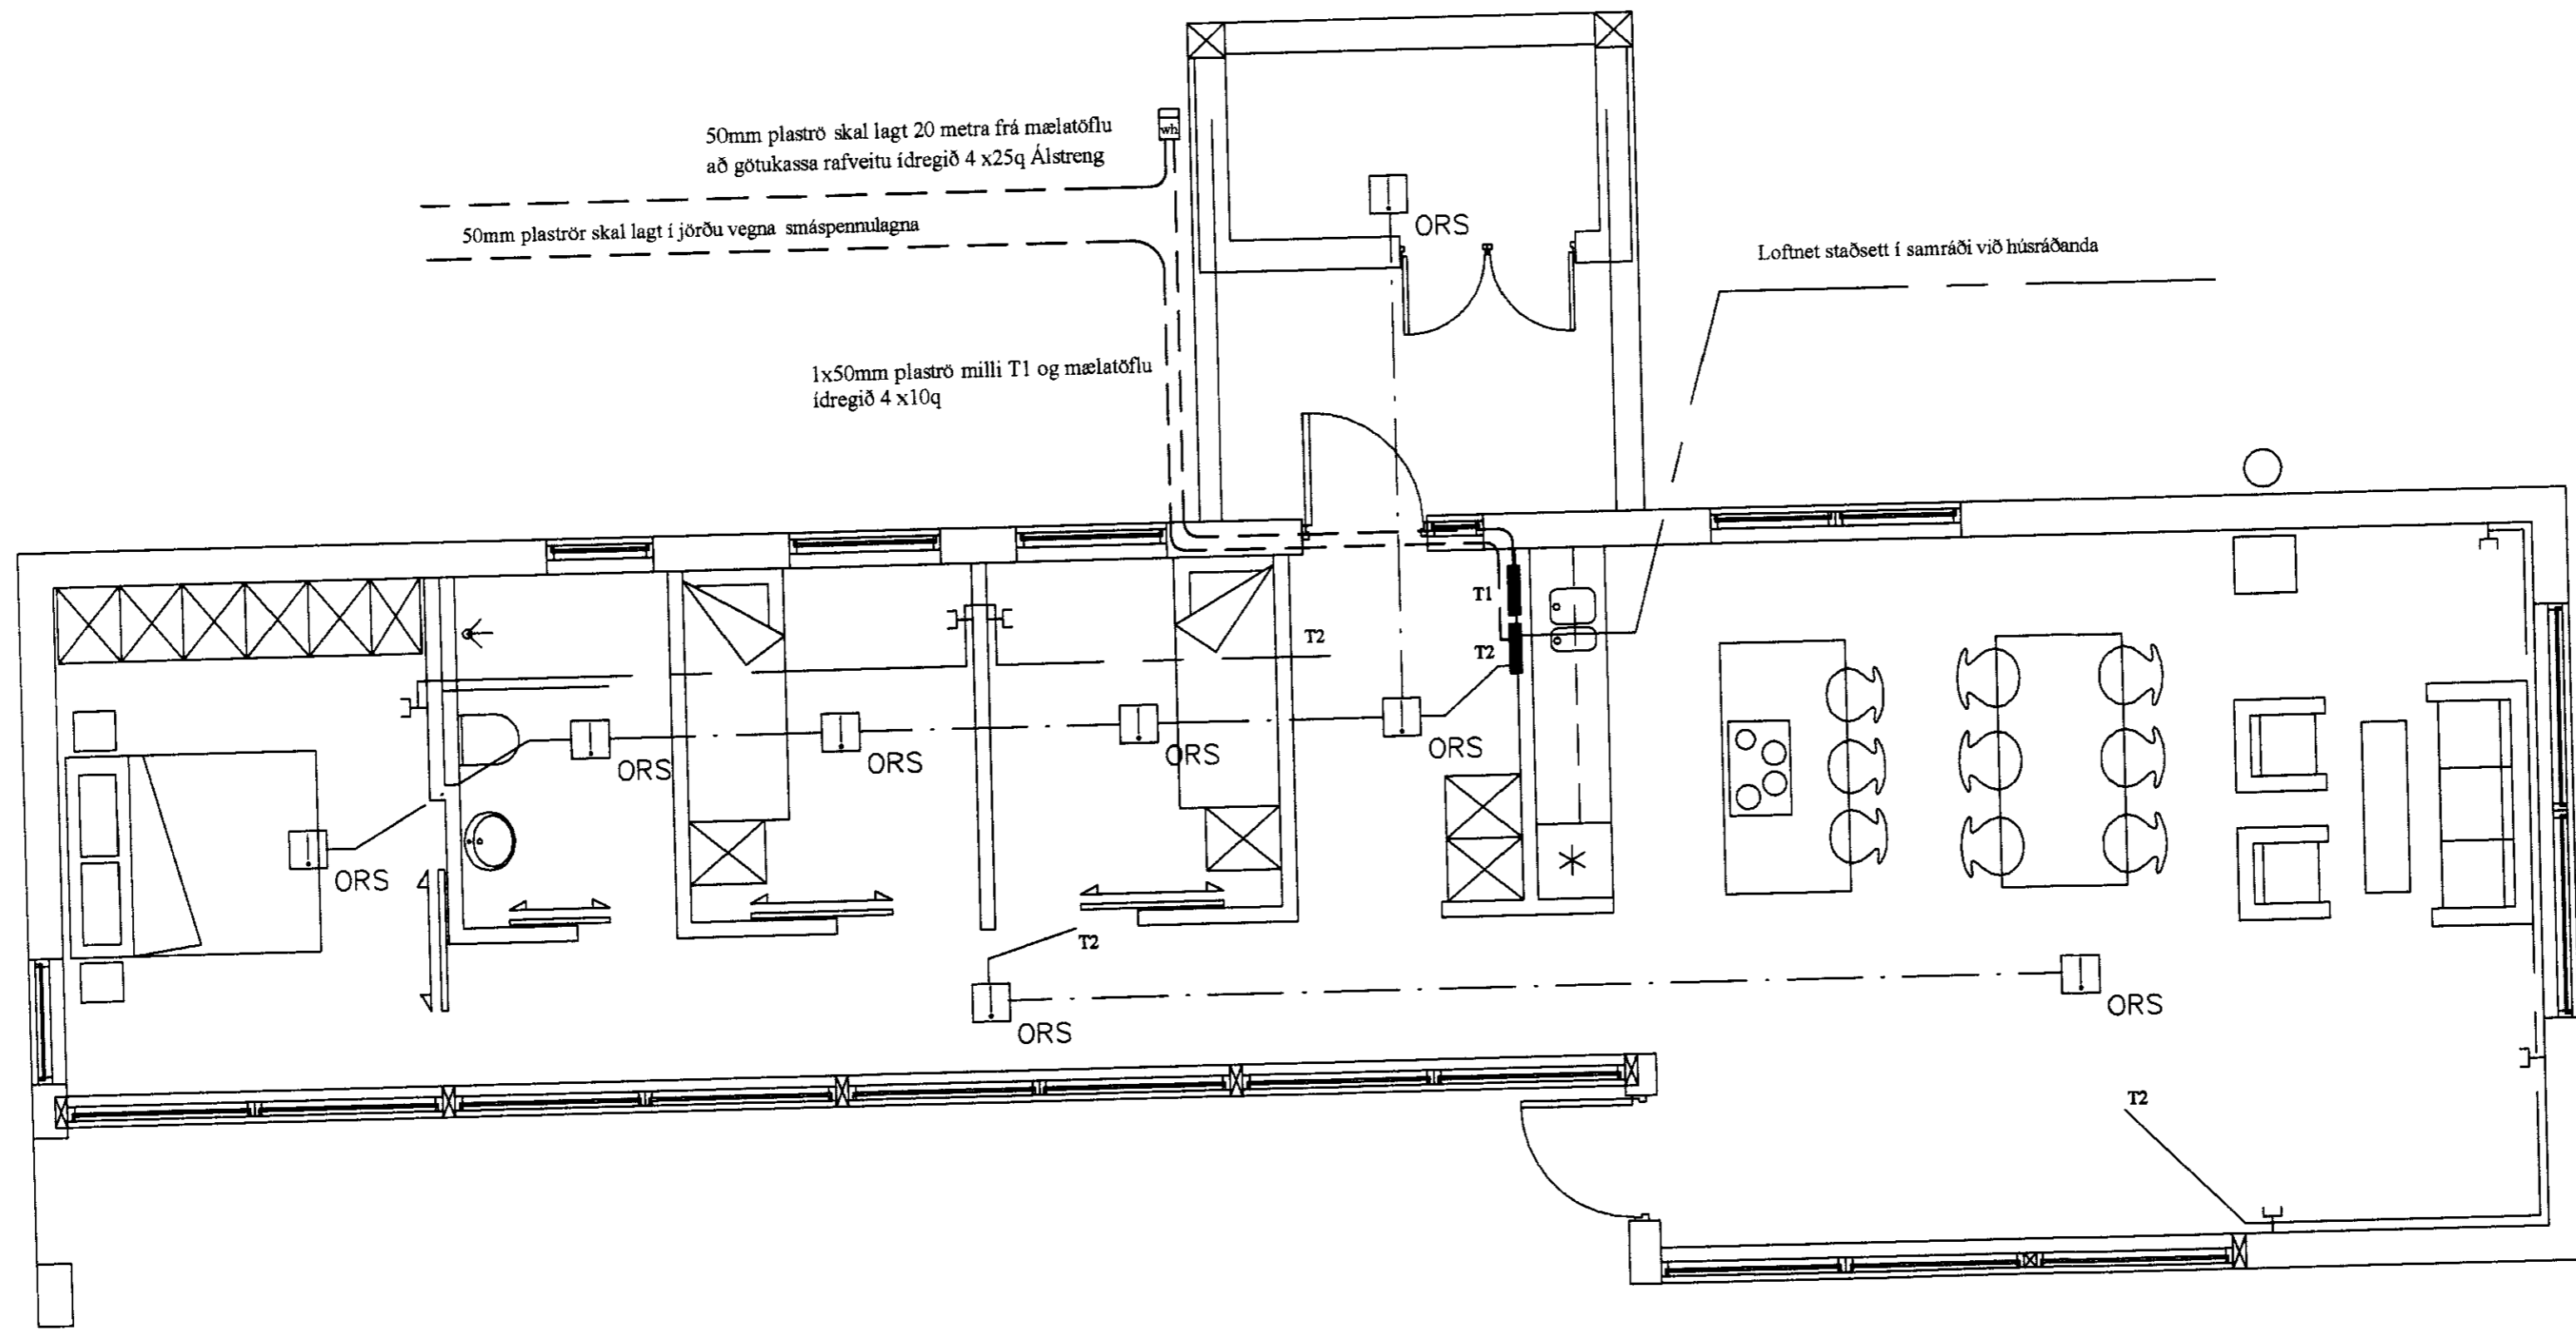 50mm plaströ skal lagt 20 metra frá mælatöflu
að götukassa rafveitu ídregið 4 x25q Álstreng
wh
50mm plaströr skal lagt í jörðu vegna smáspennulagna
ORS
Loftnet staðsett í samráði við húsráðanda
1x50mm plaströ milli T1 og mælatöflu
ídregið 4 x10q
T1
T2
T2
ORS
ORS
ORS
ORS
ORS
T2
ORS
ORS
T2